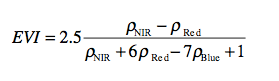 EVI = 2.5 (ρNIR − ρRed) / (ρNIR + 6ρRed − 7ρBlue + 1)